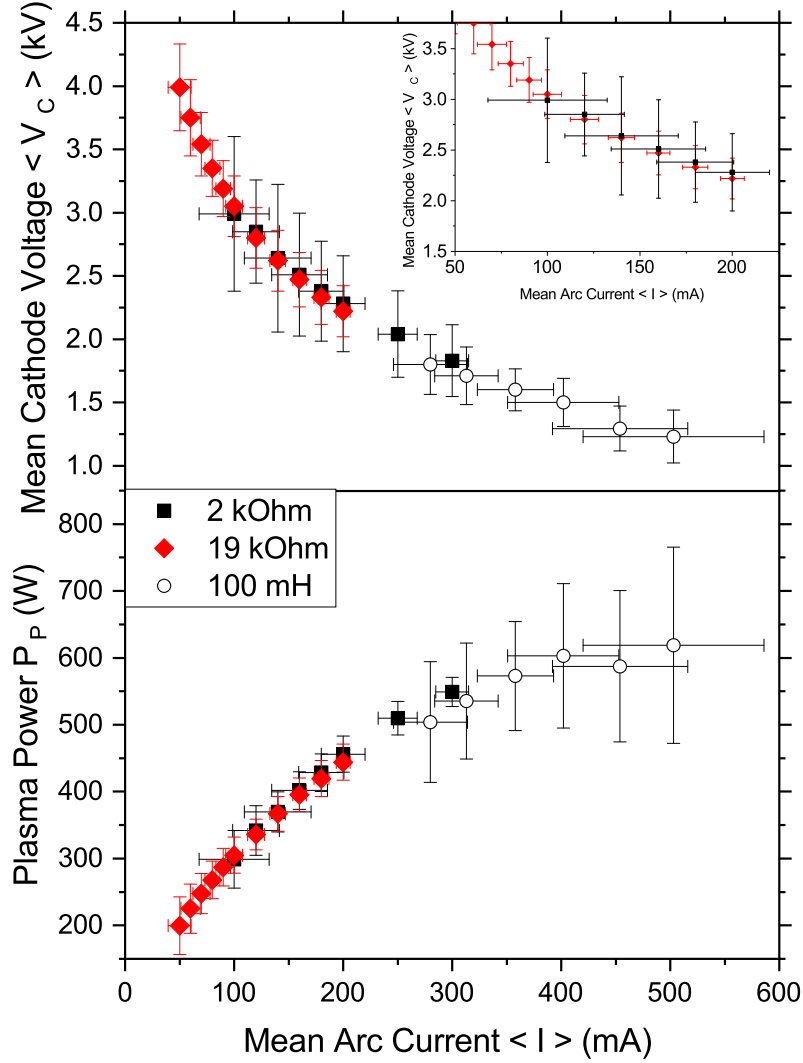 4.5
4.0
3.5
3.0
2.5
2.0
1.5
1.0
Mean Cathode Voltage < V C > (kV)
3.5
3.0
2.5
2.0
1.5
Mean Cathode Voltage < V C > (kV)
50 100 150 200
Mean Arc Current < I > (mA)
2 kOhm
19 kOhm
100 mH
800
700
600
500
400
300
200
Plasma Power P P (W)
0 100 200 300 400 500 600
Mean Arc Current < I > (mA)